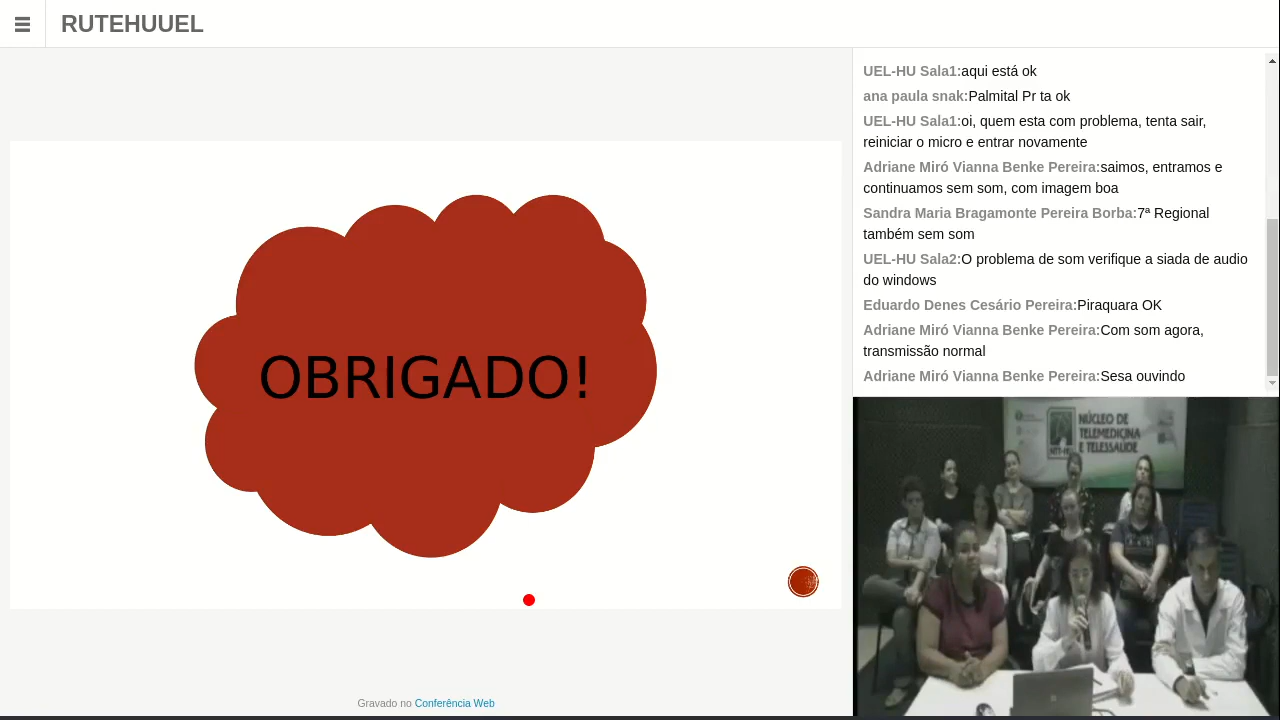 RUTEHUUEL
UEL-HU Sala1:aqui está ok
ana paula snak:Palmital Pr ta ok
UEL-HU Sala1:oi, quem esta com problema, tenta sair,
reiniciar o micro e entrar novamente
Adriane Miró Vianna Benke Pereira:saimos, entramos e
continuamos sem som, com imagem boa
Sandra Maria Bragamonte Pereira Borba:7ª Regional
também sem som
UEL-HU Sala2:O problema de som verifique a siada de audio
do windows
Eduardo Denes Cesário Pereira:Piraquara OK
Adriane Miró Vianna Benke Pereira:Com som agora,
transmissão normal
Adriane Miró Vianna Benke Pereira:Sesa ouvindo
OBRIGADO!
NÚCLEO DE
TELEMEDICINA
E TELESSAÚDE
Gravado no Conferência Web